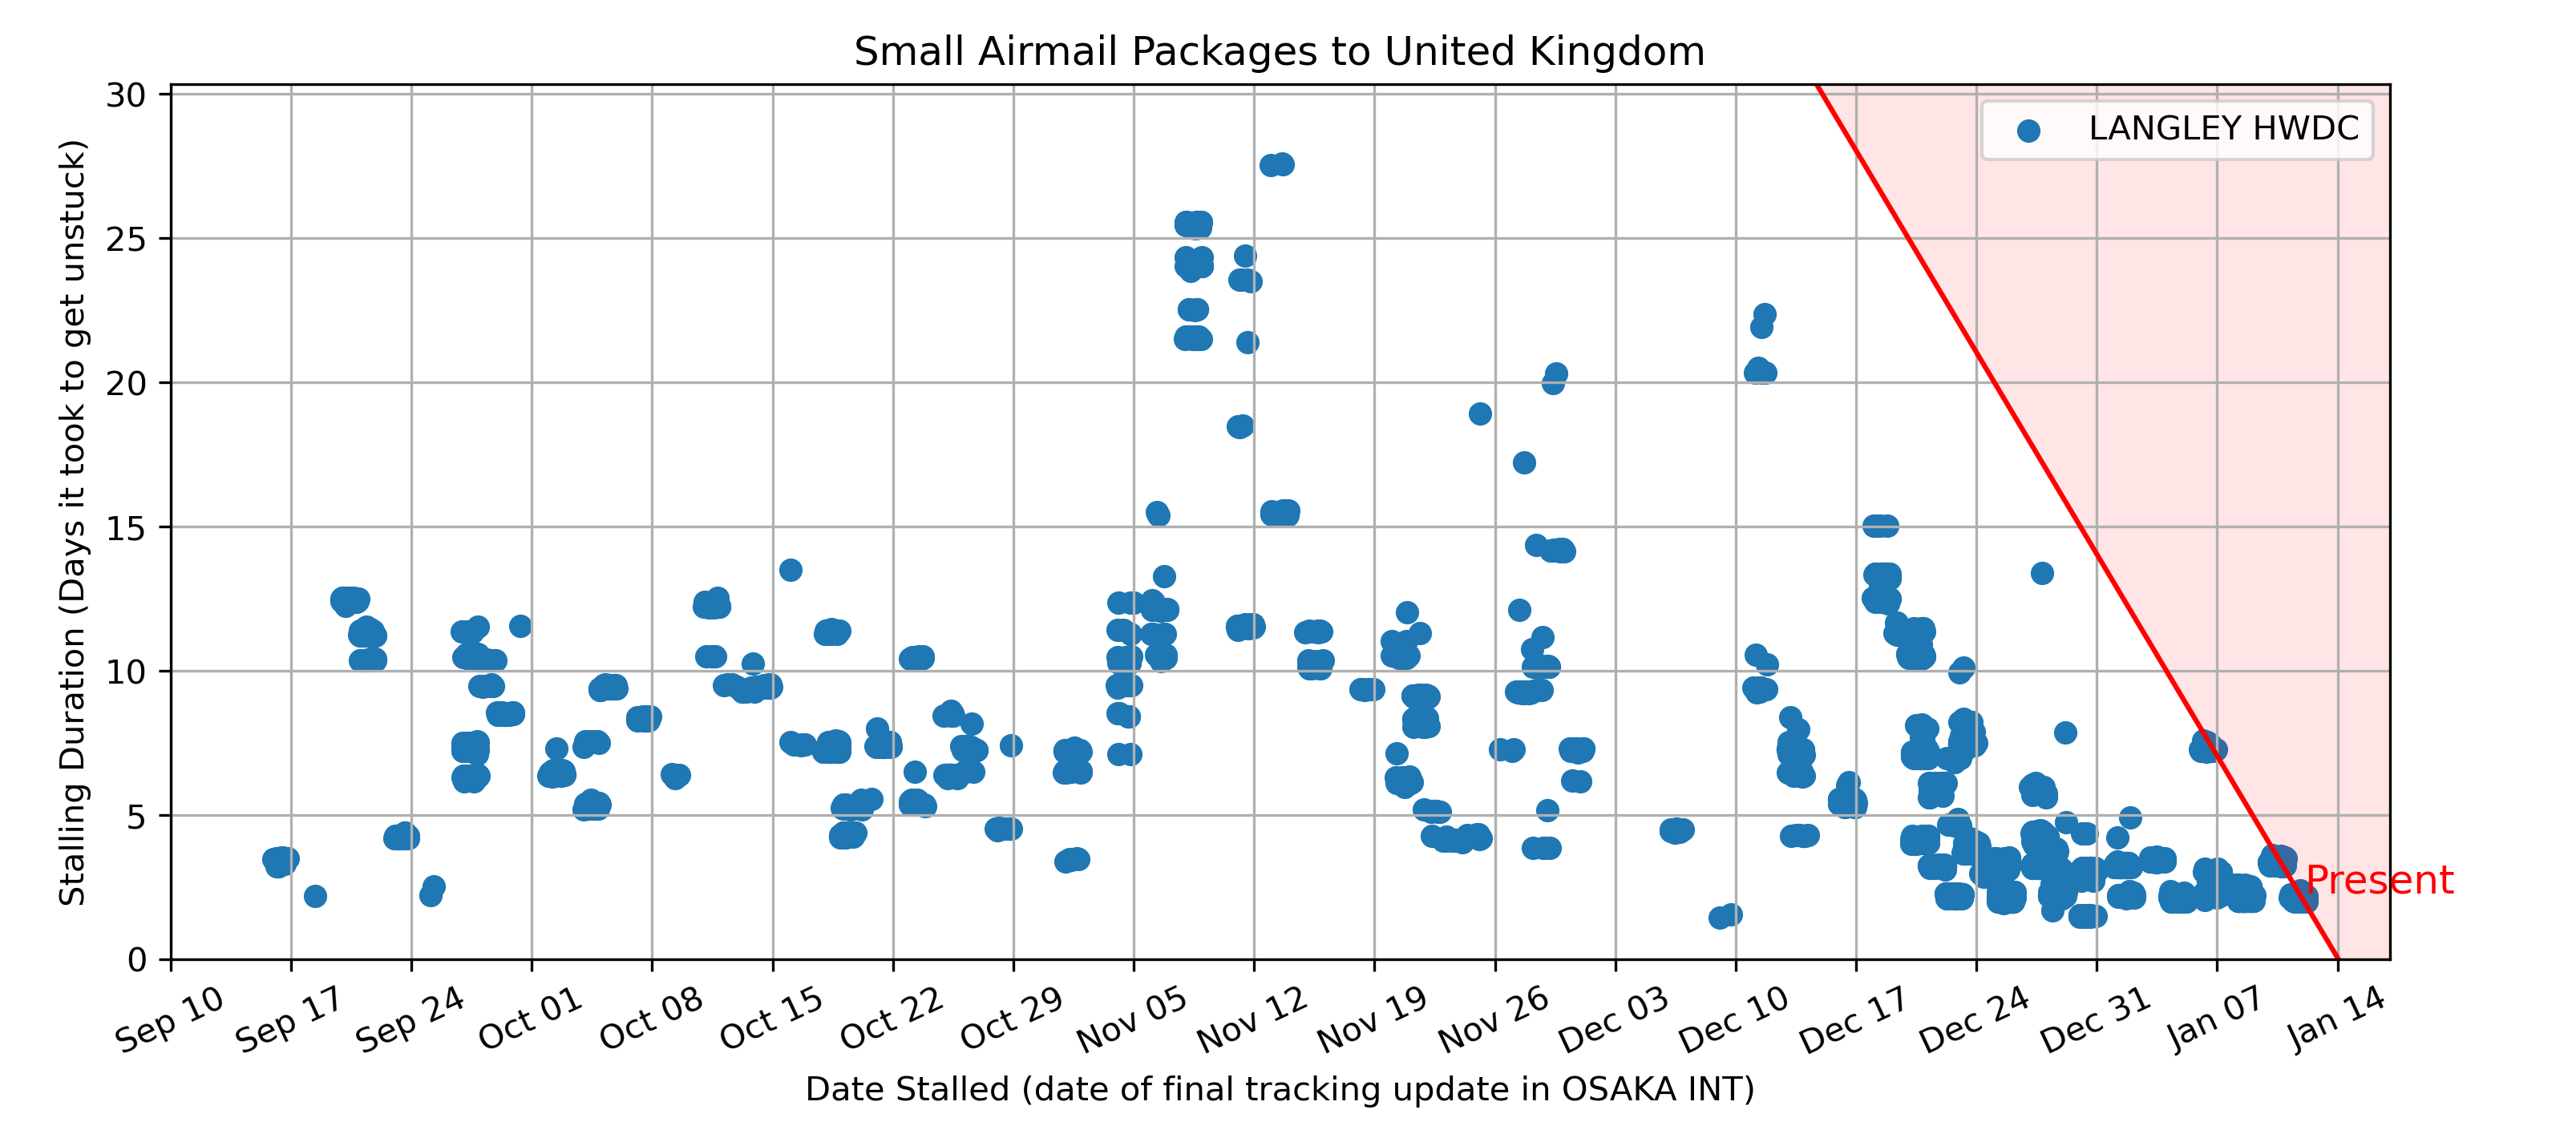 Small Airmail Packages to United Kingdom
LANGLEY HWDC
Stalling Duration (Days it took to get unstuck)
30
25
20
15
10
5
0
Present
Sep 10
Sep 17
Sep 24
Oct 01
Oct 08
Oct 15
Oct 22
Oct 29
Nov 05
Nov 12
Nov 19
Nov 26
Dec 03
Dec 10
Dec 17
Dec 24
Dec 31
Jan 07
Jan 14
Date Stalled (date of final tracking update in OSAKA INT)